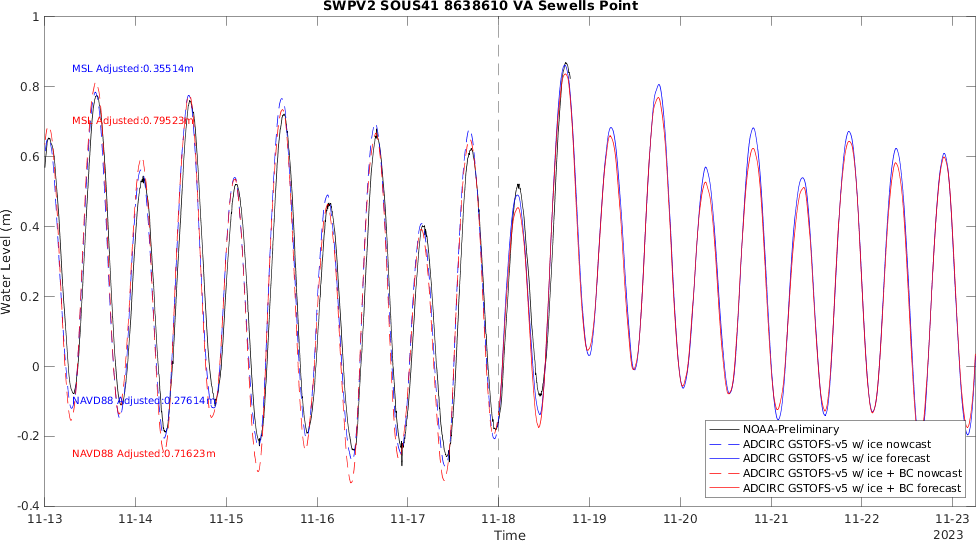 SWPV2 SOUS41 8638610 VA Sewells Point
1
0.8
0.6
0.4
0.2
0
-0.2
-0.4
Water Level (m)
MSL Adjusted:0.35514m
MSL Adjusted:0.79523m
NAVD88 Adjusted:0.27614m
NAVD88 Adjusted:0.71623m
NOAA-Preliminary
ADCIRC GSTOFS-v5 w/ ice nowcast
ADCIRC GSTOFS-v5 w/ ice forecast
ADCIRC GSTOFS-v5 w/ ice + BC nowcast
ADCIRC GSTOFS-v5 w/ ice + BC forecast
11-13 11-14 11-15 11-16 11-17 11-18 11-19 11-20 11-21 11-22 11-23
Time
2023